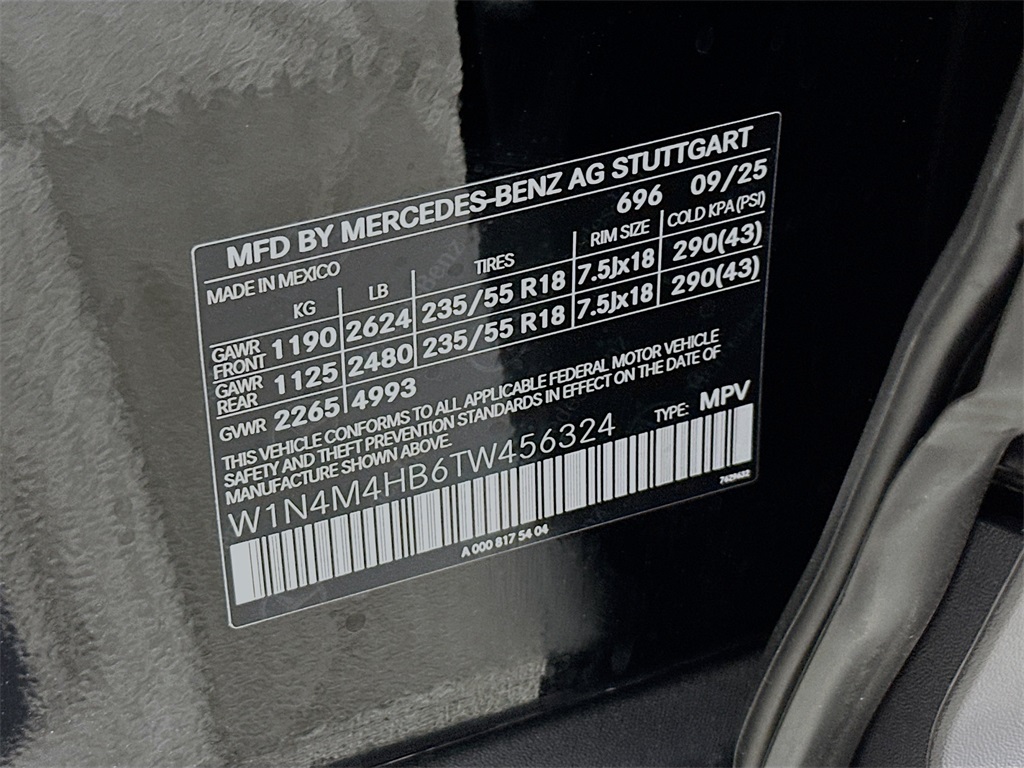 MFD BY MERCEDES-BENZ AG STUTTGART
MADE IN MEXICO 696 09/25
KG LB TIRES RIM SIZE COLD KPA (PSI)
GAWR FRONT 1190 2624 235/55 R18 7.5Jx18 290(43)
GAWR REAR 1125 2480 235/55 R18 7.5Jx18 290(43)
GVWR 2265 4993
THIS VEHICLE CONFORMS TO ALL APPLICABLE FEDERAL MOTOR VEHICLE
SAFETY AND THEFT PREVENTION STANDARDS IN EFFECT ON THE DATE OF
MANUFACTURE SHOWN ABOVE.
W1N4M4HB6TW456324 TYPE: MPV
A 000 817 54 04